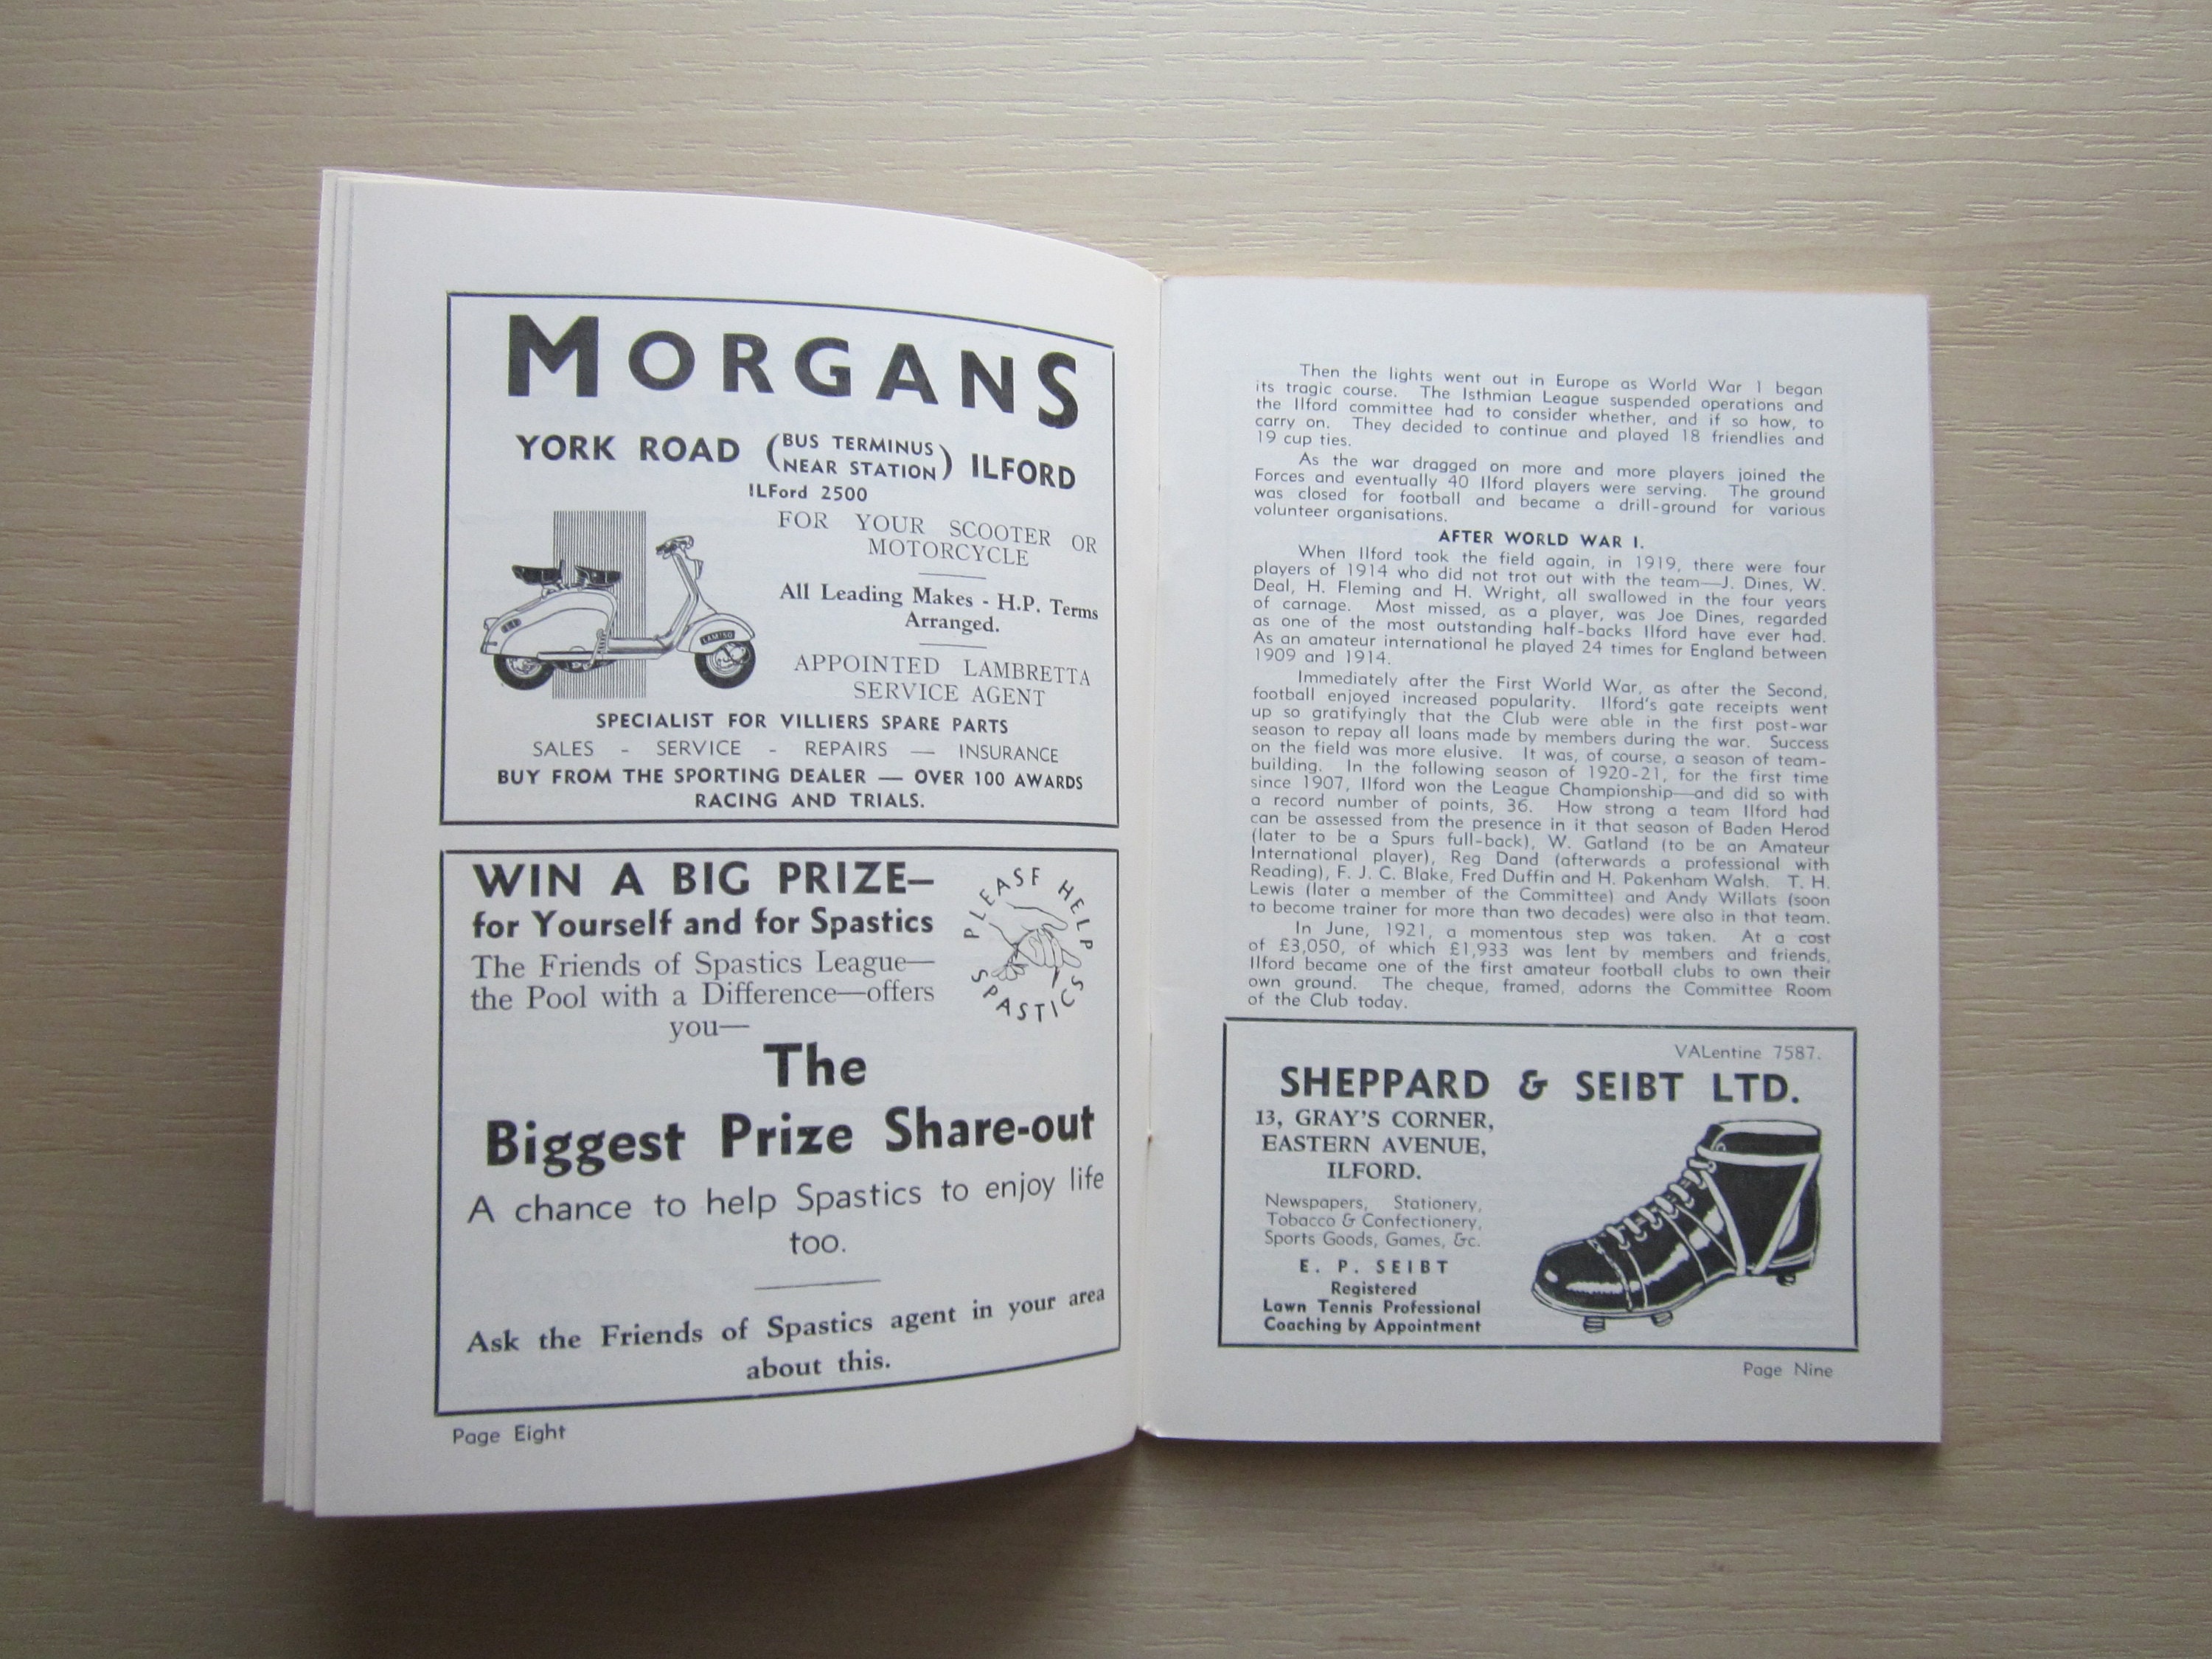 MORGANS
YORK ROAD (BUS TERMINUS NEAR STATION) ILFORD
ILFord 2500
FOR YOUR SCOOTER OR
MOTORCYCLE
All Leading Makes - H.P. Terms
Arranged.
APPOINTED LAMBRETTA
SERVICE AGENT
LAM 150
SPECIALIST FOR VILLIERS SPARE PARTS
SALES - SERVICE - REPAIRS — INSURANCE
BUY FROM THE SPORTING DEALER — OVER 100 AWARDS
RACING AND TRIALS.
WIN A BIG PRIZE—
for Yourself and for Spastics
The Friends of Spastics League—
the Pool with a Difference—offers
you—
PLEASE HELP
SPASTICS
The
Biggest Prize Share-out
A chance to help Spastics to enjoy life
too.
Ask the Friends of Spastics agent in your area
about this.
Page Eight
Then the lights went out in Europe as World War 1 began
its tragic course. The Isthmian League suspended operations and
the Ilford committee had to consider whether, and if so how, to
carry on. They decided to continue and played 18 friendlies and
19 cup ties.
As the war dragged on more and more players joined the
Forces and eventually 40 Ilford players were serving. The ground
was closed for football and became a drill-ground for various
volunteer organisations.
AFTER WORLD WAR I.
When Ilford took the field again, in 1919, there were four
players of 1914 who did not trot out with the team—J. Dines, W.
Deal, H. Fleming and H. Wright, all swallowed in the four years
of carnage. Most missed, as a player, was Joe Dines, regarded
as one of the most outstanding half-backs Ilford have ever had.
As an amateur international he played 24 times for England between
1909 and 1914.
Immediately after the First World War, as after the Second,
football enjoyed increased popularity. Ilford's gate receipts went
up so gratifyingly that the Club were able in the first post-war
season to repay all loans made by members during the war. Success
on the field was more elusive. It was, of course, a season of team-
building. In the following season of 1920-21, for the first time
since 1907, Ilford won the League Championship—and did so with
a record number of points, 36. How strong a team Ilford had
can be assessed from the presence in it that season of Baden Herod
(later to be a Spurs full-back), W. Gatland (to be an Amateur
International player), Reg Dand (afterwards a professional with
Reading), F. J. C. Blake, Fred Duffin and H. Pakenham Walsh. T. H.
Lewis (later a member of the Committee) and Andy Willats (soon
to become trainer for more than two decades) were also in that team.
In June, 1921, a momentous step was taken. At a cost
of £3,050, of which £1,933 was lent by members and friends,
Ilford became one of the first amateur football clubs to own their
own ground. The cheque, framed, adorns the Committee Room
of the Club today.
VALentine 7587.
SHEPPARD & SEIBT LTD.
13, GRAY'S CORNER,
EASTERN AVENUE,
ILFORD.
Newspapers, Stationery,
Tobacco & Confectionery,
Sports Goods, Games, &c.
E. P. SEIBT
Registered
Lawn Tennis Professional
Coaching by Appointment
Page Nine